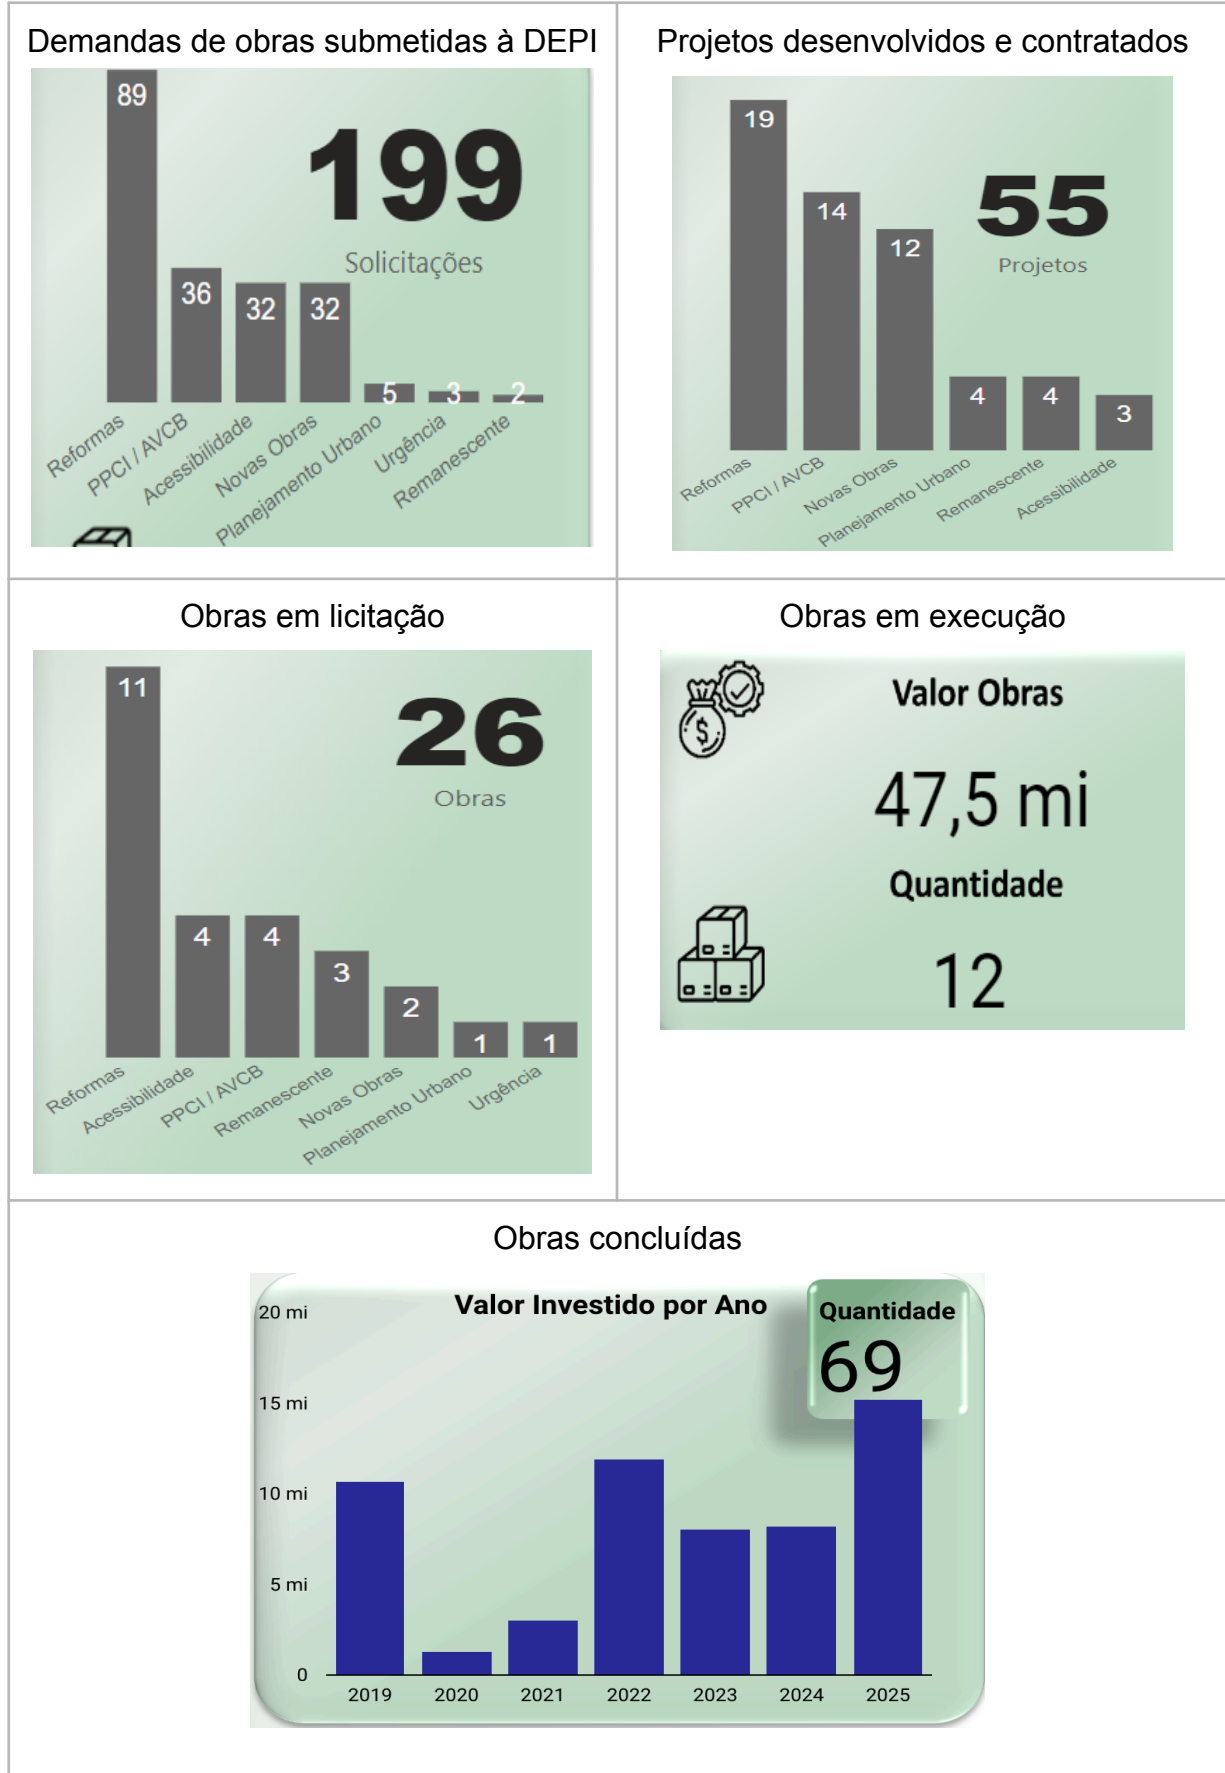 Demandas de obras submetidas à DEPI
89
199
Solicitações
36
32
32
5
3
2
Reformas
PPCI / AVCB
Acessibilidade
Novas Obras
Planejamento Urbano
Urgência
Remanescente
Projetos desenvolvidos e contratados
19
14
12
55
Projetos
4
4
3
Reformas
PPCI / AVCB
Novas Obras
Planejamento Urbano
Remanescente
Acessibilidade
Obras em licitação
11
26
Obras
4
4
3
2
1
1
Reformas
Acessibilidade
PPCI / AVCB
Remanescente
Novas Obras
Planejamento Urbano
Urgência
Obras em execução
$
Valor Obras
47,5 mi
Quantidade
12
Obras concluídas
Valor Investido por Ano
Quantidade
69
20 mi
15 mi
10 mi
5 mi
0
2019
2020
2021
2022
2023
2024
2025